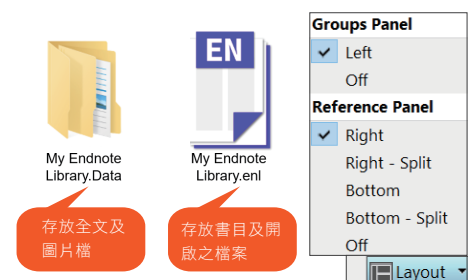 EN
My Endnote
Library.Data
My Endnote
Library.enl
存放全文及
圖片檔
存放書目及開
啟之檔案
Groups Panel
Left
Off
Reference Panel
Right
Right - Split
Bottom
Bottom - Split
Off
Layout